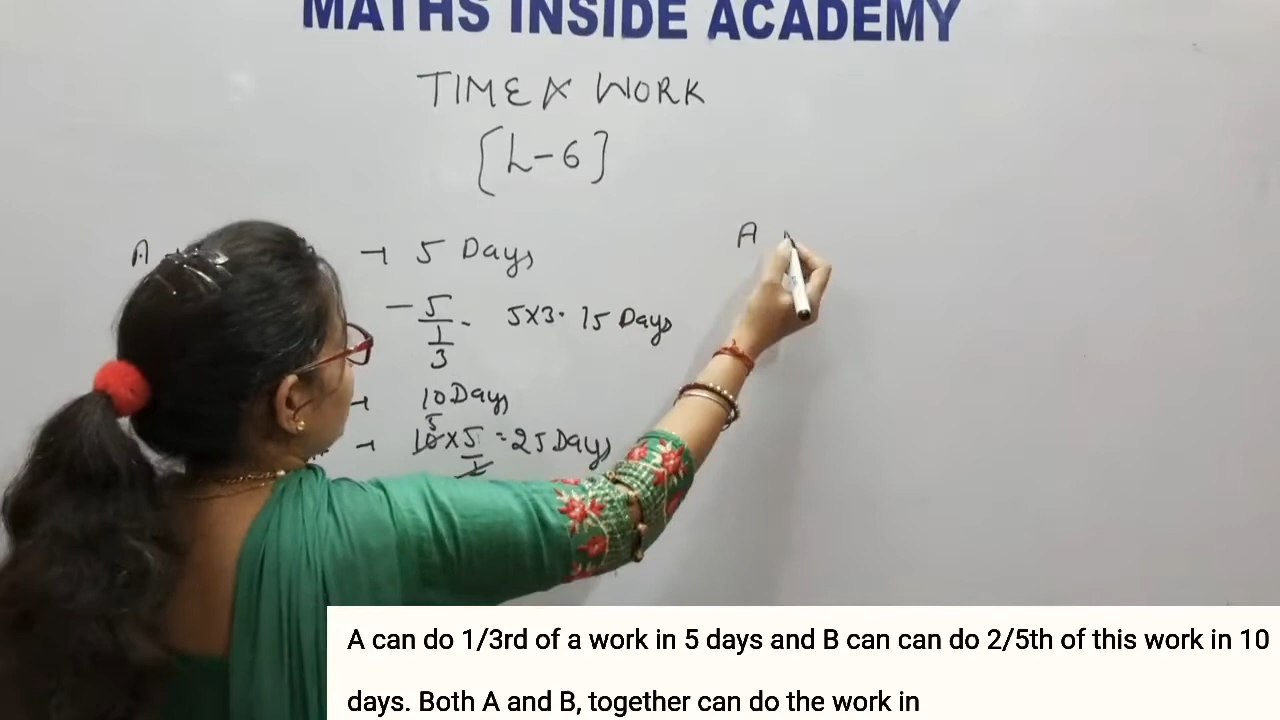 MATHS INSIDE ACADEMY
TIME & WORK
[L-6]
A → 5 Days
A
- 5/(1/3) - 5x3 = 15 Days
→ 10 Days
→ 10 5 x 5/2 = 25 Days
A can do 1/3rd of a work in 5 days and B can can do 2/5th of this work in 10
days. Both A and B, together can do the work in